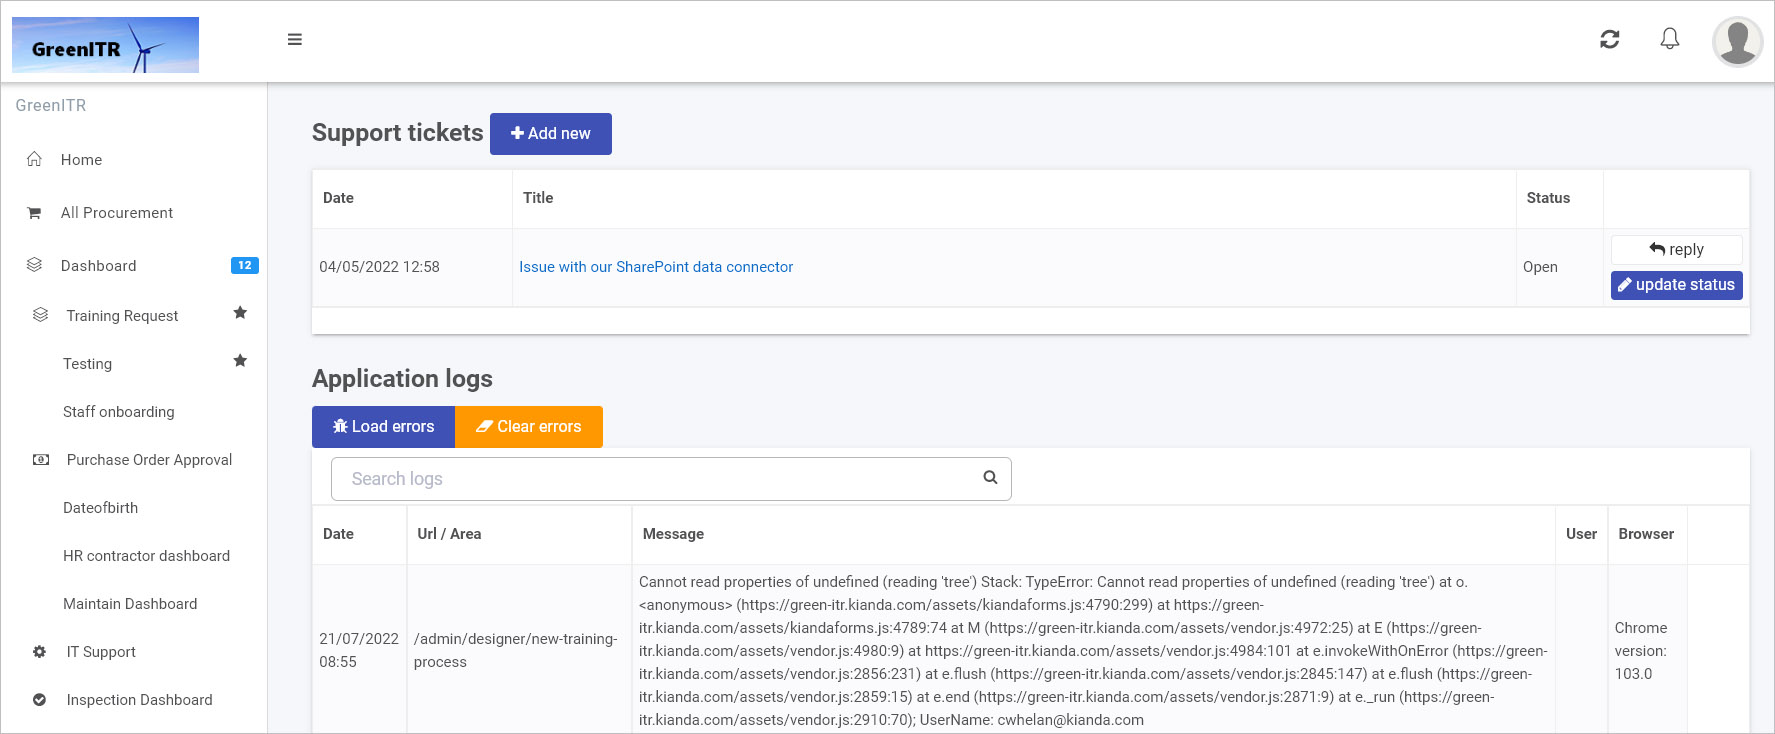 GreenITR
GreenITR
Home
All Procurement
Dashboard 12
Training Request
Testing
Staff onboarding
Purchase Order Approval
Dateofbirth
HR contractor dashboard
Maintain Dashboard
IT Support
Inspection Dashboard
Support tickets Add new
Date Title Status
04/05/2022 12:58 Issue with our SharePoint data connector Open
reply
update status
Application logs
Load errors Clear errors
Search logs
Date Url / Area Message User Browser
21/07/2022
08:55
/admin/designer/new-training-
process
Cannot read properties of undefined (reading 'tree') Stack: TypeError: Cannot read properties of undefined (reading 'tree') at o.
<anonymous> (https://green-itr.kianda.com/assets/kiandaforms.js:4790:299) at https://green-
itr.kianda.com/assets/kiandaforms.js:4789:74 at M (https://green-itr.kianda.com/assets/vendor.js:4972:25) at E (https://green-
itr.kianda.com/assets/vendor.js:4980:9) at https://green-itr.kianda.com/assets/vendor.js:4984:101 at e.invokeWithOnError (https://green-
itr.kianda.com/assets/vendor.js:2856:231) at e.flush (https://green-itr.kianda.com/assets/vendor.js:2845:147) at e.flush (https://green-
itr.kianda.com/assets/vendor.js:2859:15) at e.end (https://green-itr.kianda.com/assets/vendor.js:2871:9) at e._run (https://green-
itr.kianda.com/assets/vendor.js:2910:70); UserName: cwhelan@kianda.com
Chrome
version:
103.0